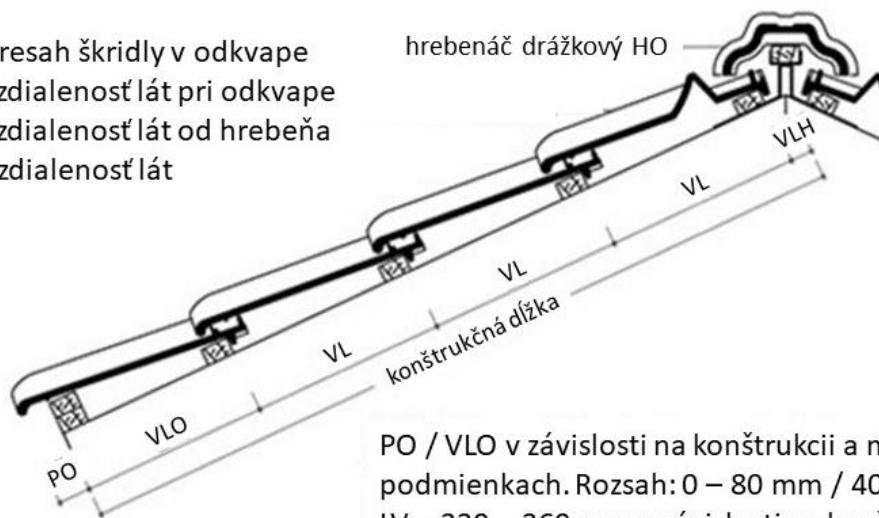 resah škridly v odkvape
zdialenosť lát pri odkvape
zdialenosť lát od hrebeňa
zdialenosť lát
hrebenáč drážkový HO
VLH
VL
VL
VL
konštrukčná dĺžka
VLO
PO
PO / VLO v závislosti na konštrukcii a
podmienkach. Rozsah: 0 – 80 mm / 40